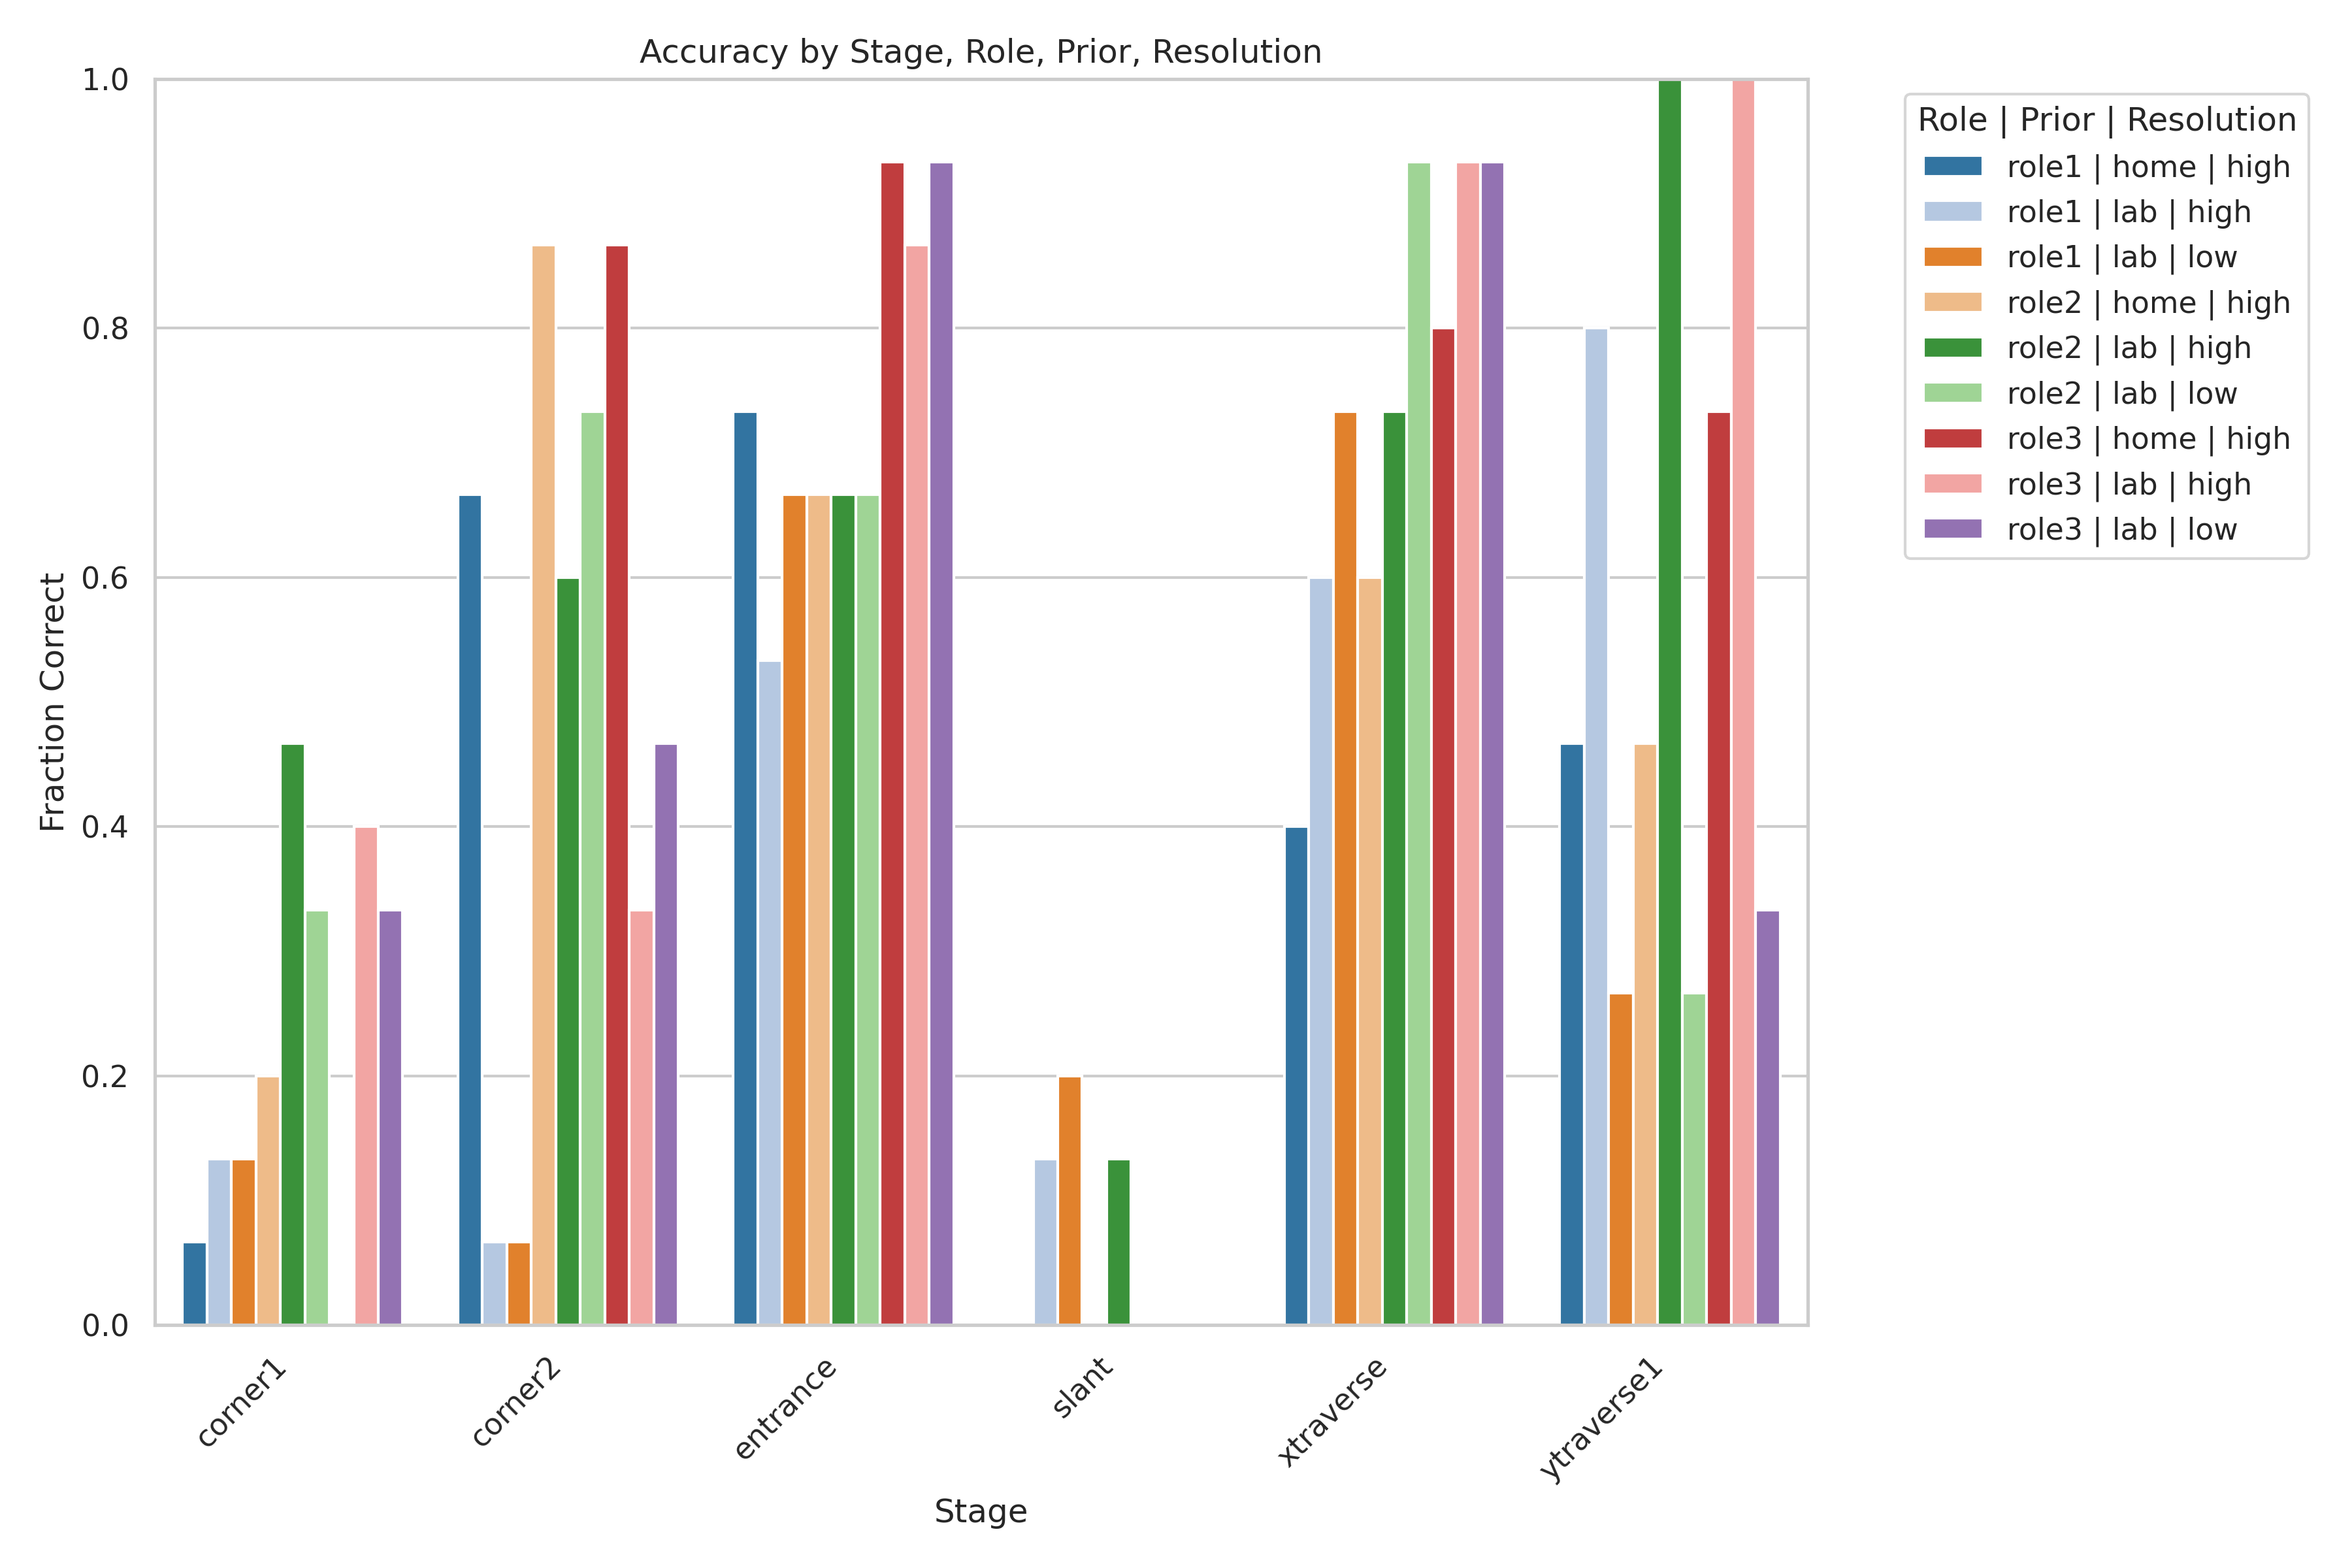 Accuracy by Stage, Role, Prior, Resolution
1.0
0.8
0.6
0.4
0.2
0.0
Fraction Correct
corner1
corner2
entrance
slant
xtraverse
ytraverse1
Stage
Role | Prior | Resolution
role1 | home | high
role1 | lab | high
role1 | lab | low
role2 | home | high
role2 | lab | high
role2 | lab | low
role3 | home | high
role3 | lab | high
role3 | lab | low